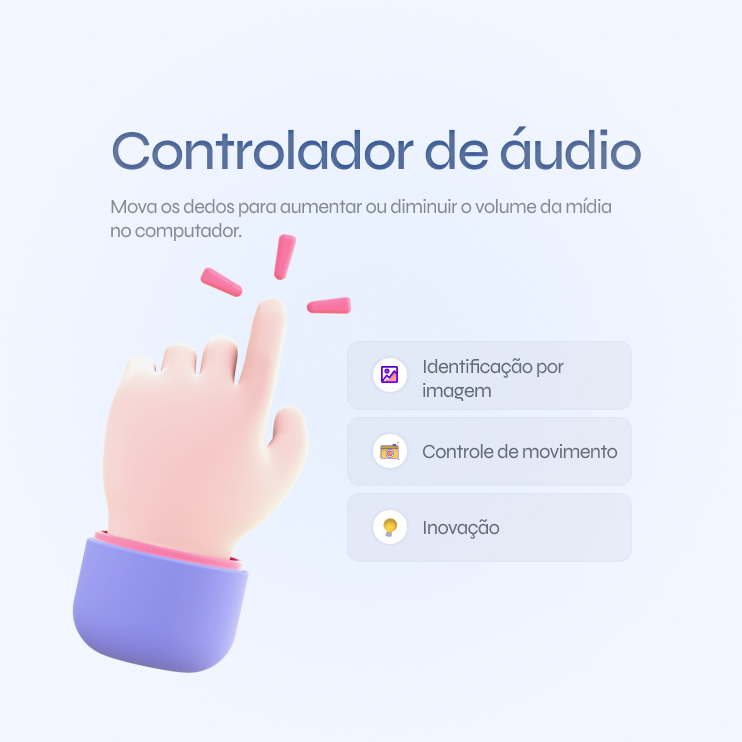 Controlador de áudio
Mova os dedos para aumentar ou diminuir o volume da mídia
no computador.
Identificação por
imagem
Controle de movimento
Inovação